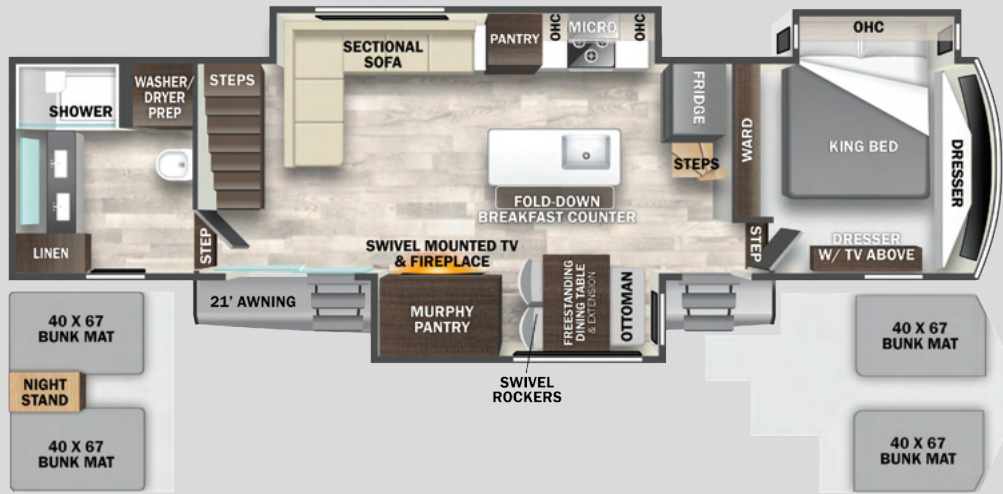 SHOWER
WASHER/
DRYER
PREP
STEPS
SECTIONAL
SOFA
PANTRY
OHC
MICRO
OHC
FRIDGE
STEPS
WARD
OHC
KING BED
DRESSER
FOLD-DOWN
BREAKFAST COUNTER
LINEN
STEP
SWIVEL MOUNTED TV
& FIREPLACE
STEP
DRESSER
W/ TV ABOVE
21' AWNING
MURPHY
PANTRY
FREESTANDING
DINING TABLE
& EXTENSION
OTTOMAN
SWIVEL
ROCKERS
40 X 67
BUNK MAT
NIGHT
STAND
40 X 67
BUNK MAT
40 X 67
BUNK MAT
40 X 67
BUNK MAT